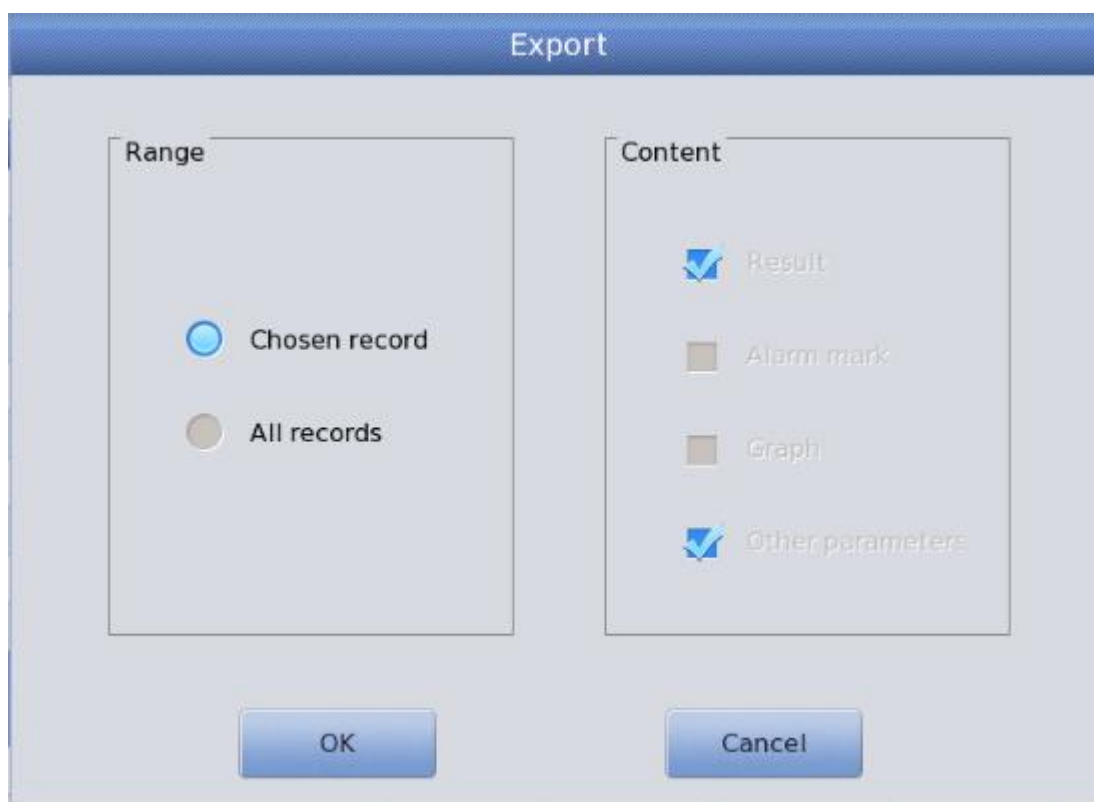 Export
Range
Chosen record
All records
Content
Result
Alarm mark
Graph
Other parameters
OK
Cancel